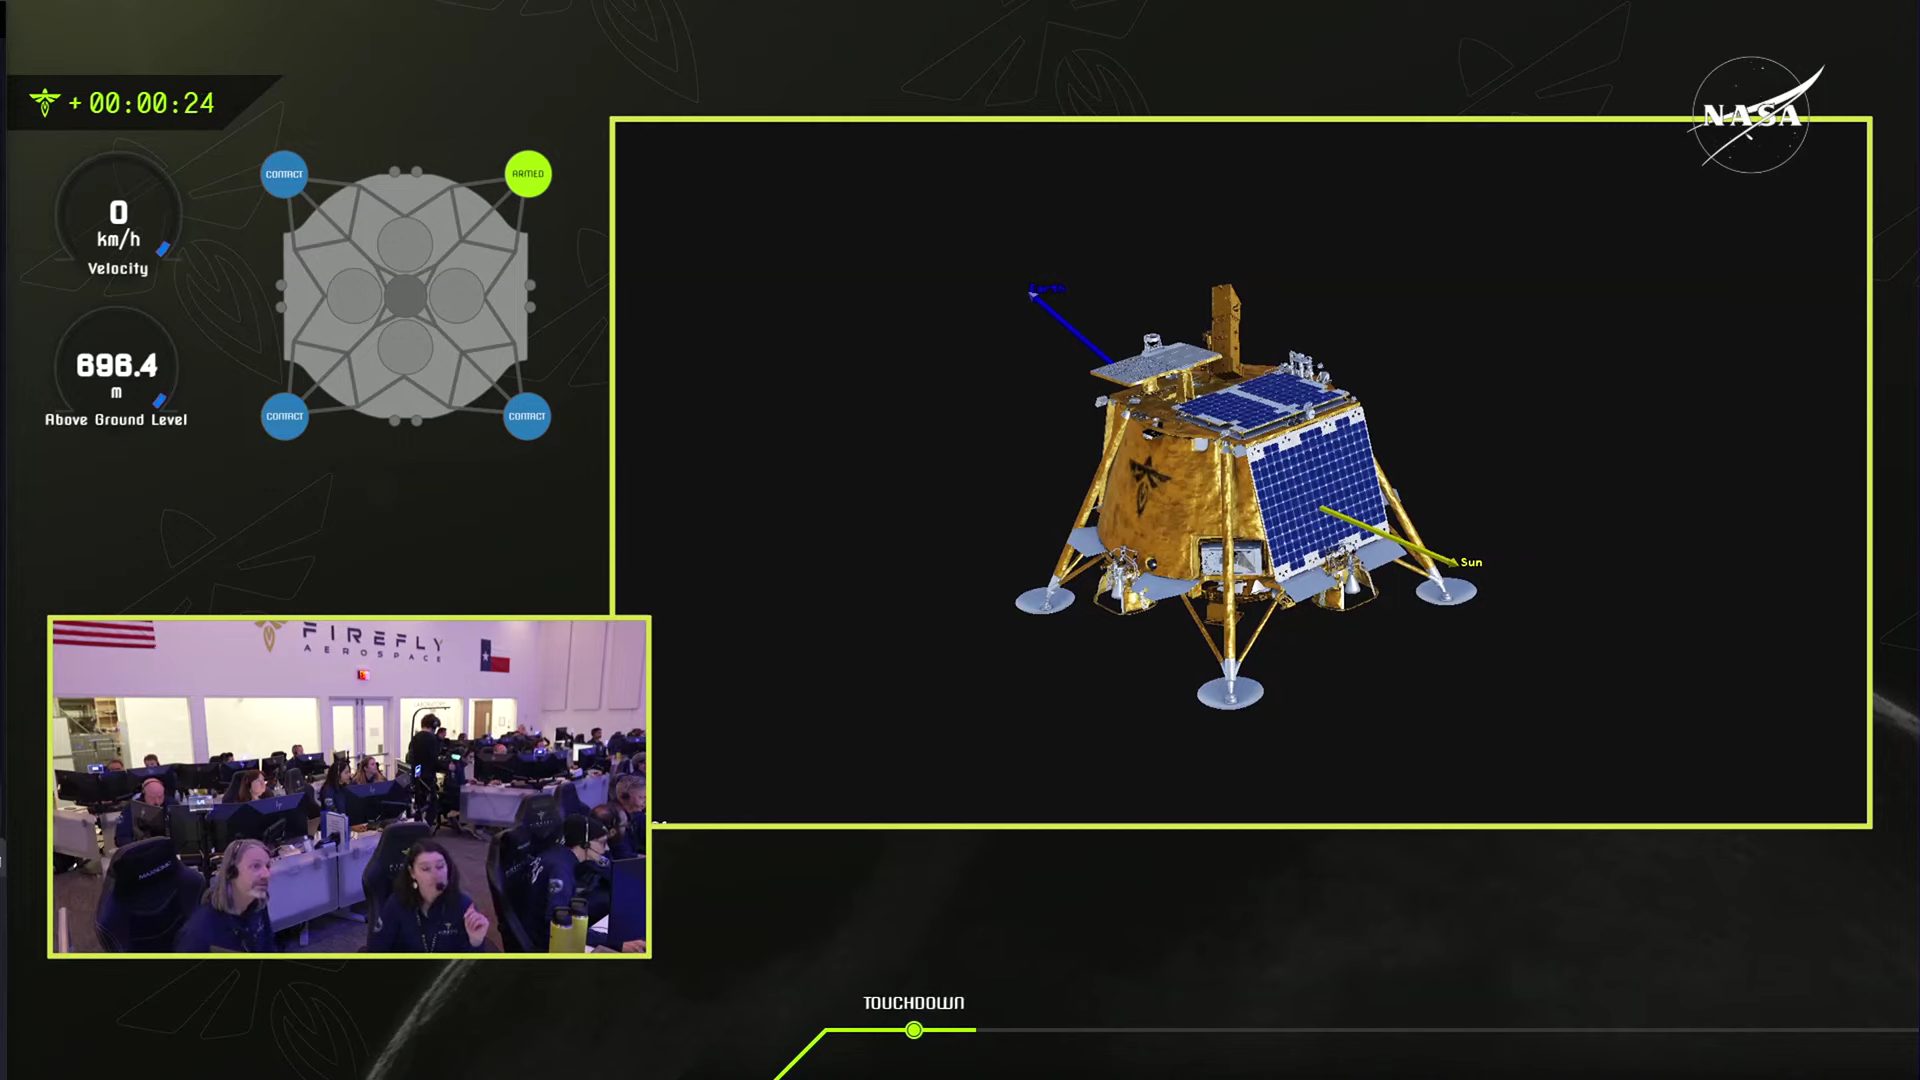 + 00:00:24
NASA
CONTACT
ARMED
0
km/h
Velocity
696.4
m
Above Ground Level
CONTACT
CONTACT
Earth
Sun
FIREFLY
AEROSPACE
TOUCHDOWN